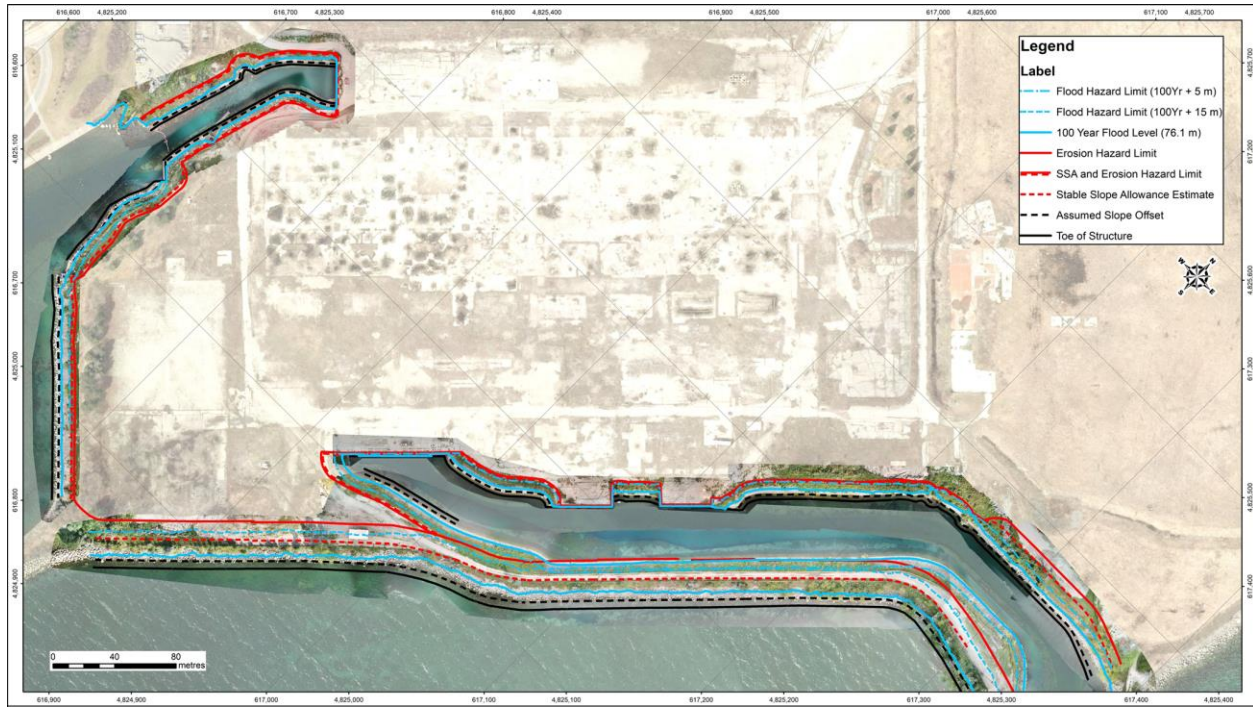 616,600 4,825,200 616,700 4,825,300 616,800 4,825,400 616,900 4,825,500 617,000 4,825,600 617,100 4,825,700
616,600
4,825,100
616,700
4,825,000
616,800
4,824,900
Legend
Label
Flood Hazard Limit (100Yr + 5 m)
Flood Hazard Limit (100Yr + 15 m)
100 Year Flood Level (76.1 m)
Erosion Hazard Limit
SSA and Erosion Hazard Limit
Stable Slope Allowance Estimate
Assumed Slope Offset
Toe of Structure
W N
S E
4,825,700
617,200
4,825,600
617,300
4,825,500
617,400
0 40 80
metres
616,900 4,824,900 617,000 4,825,000 617,100 4,825,100 617,200 4,825,200 617,300 4,825,300 617,400 4,825,400